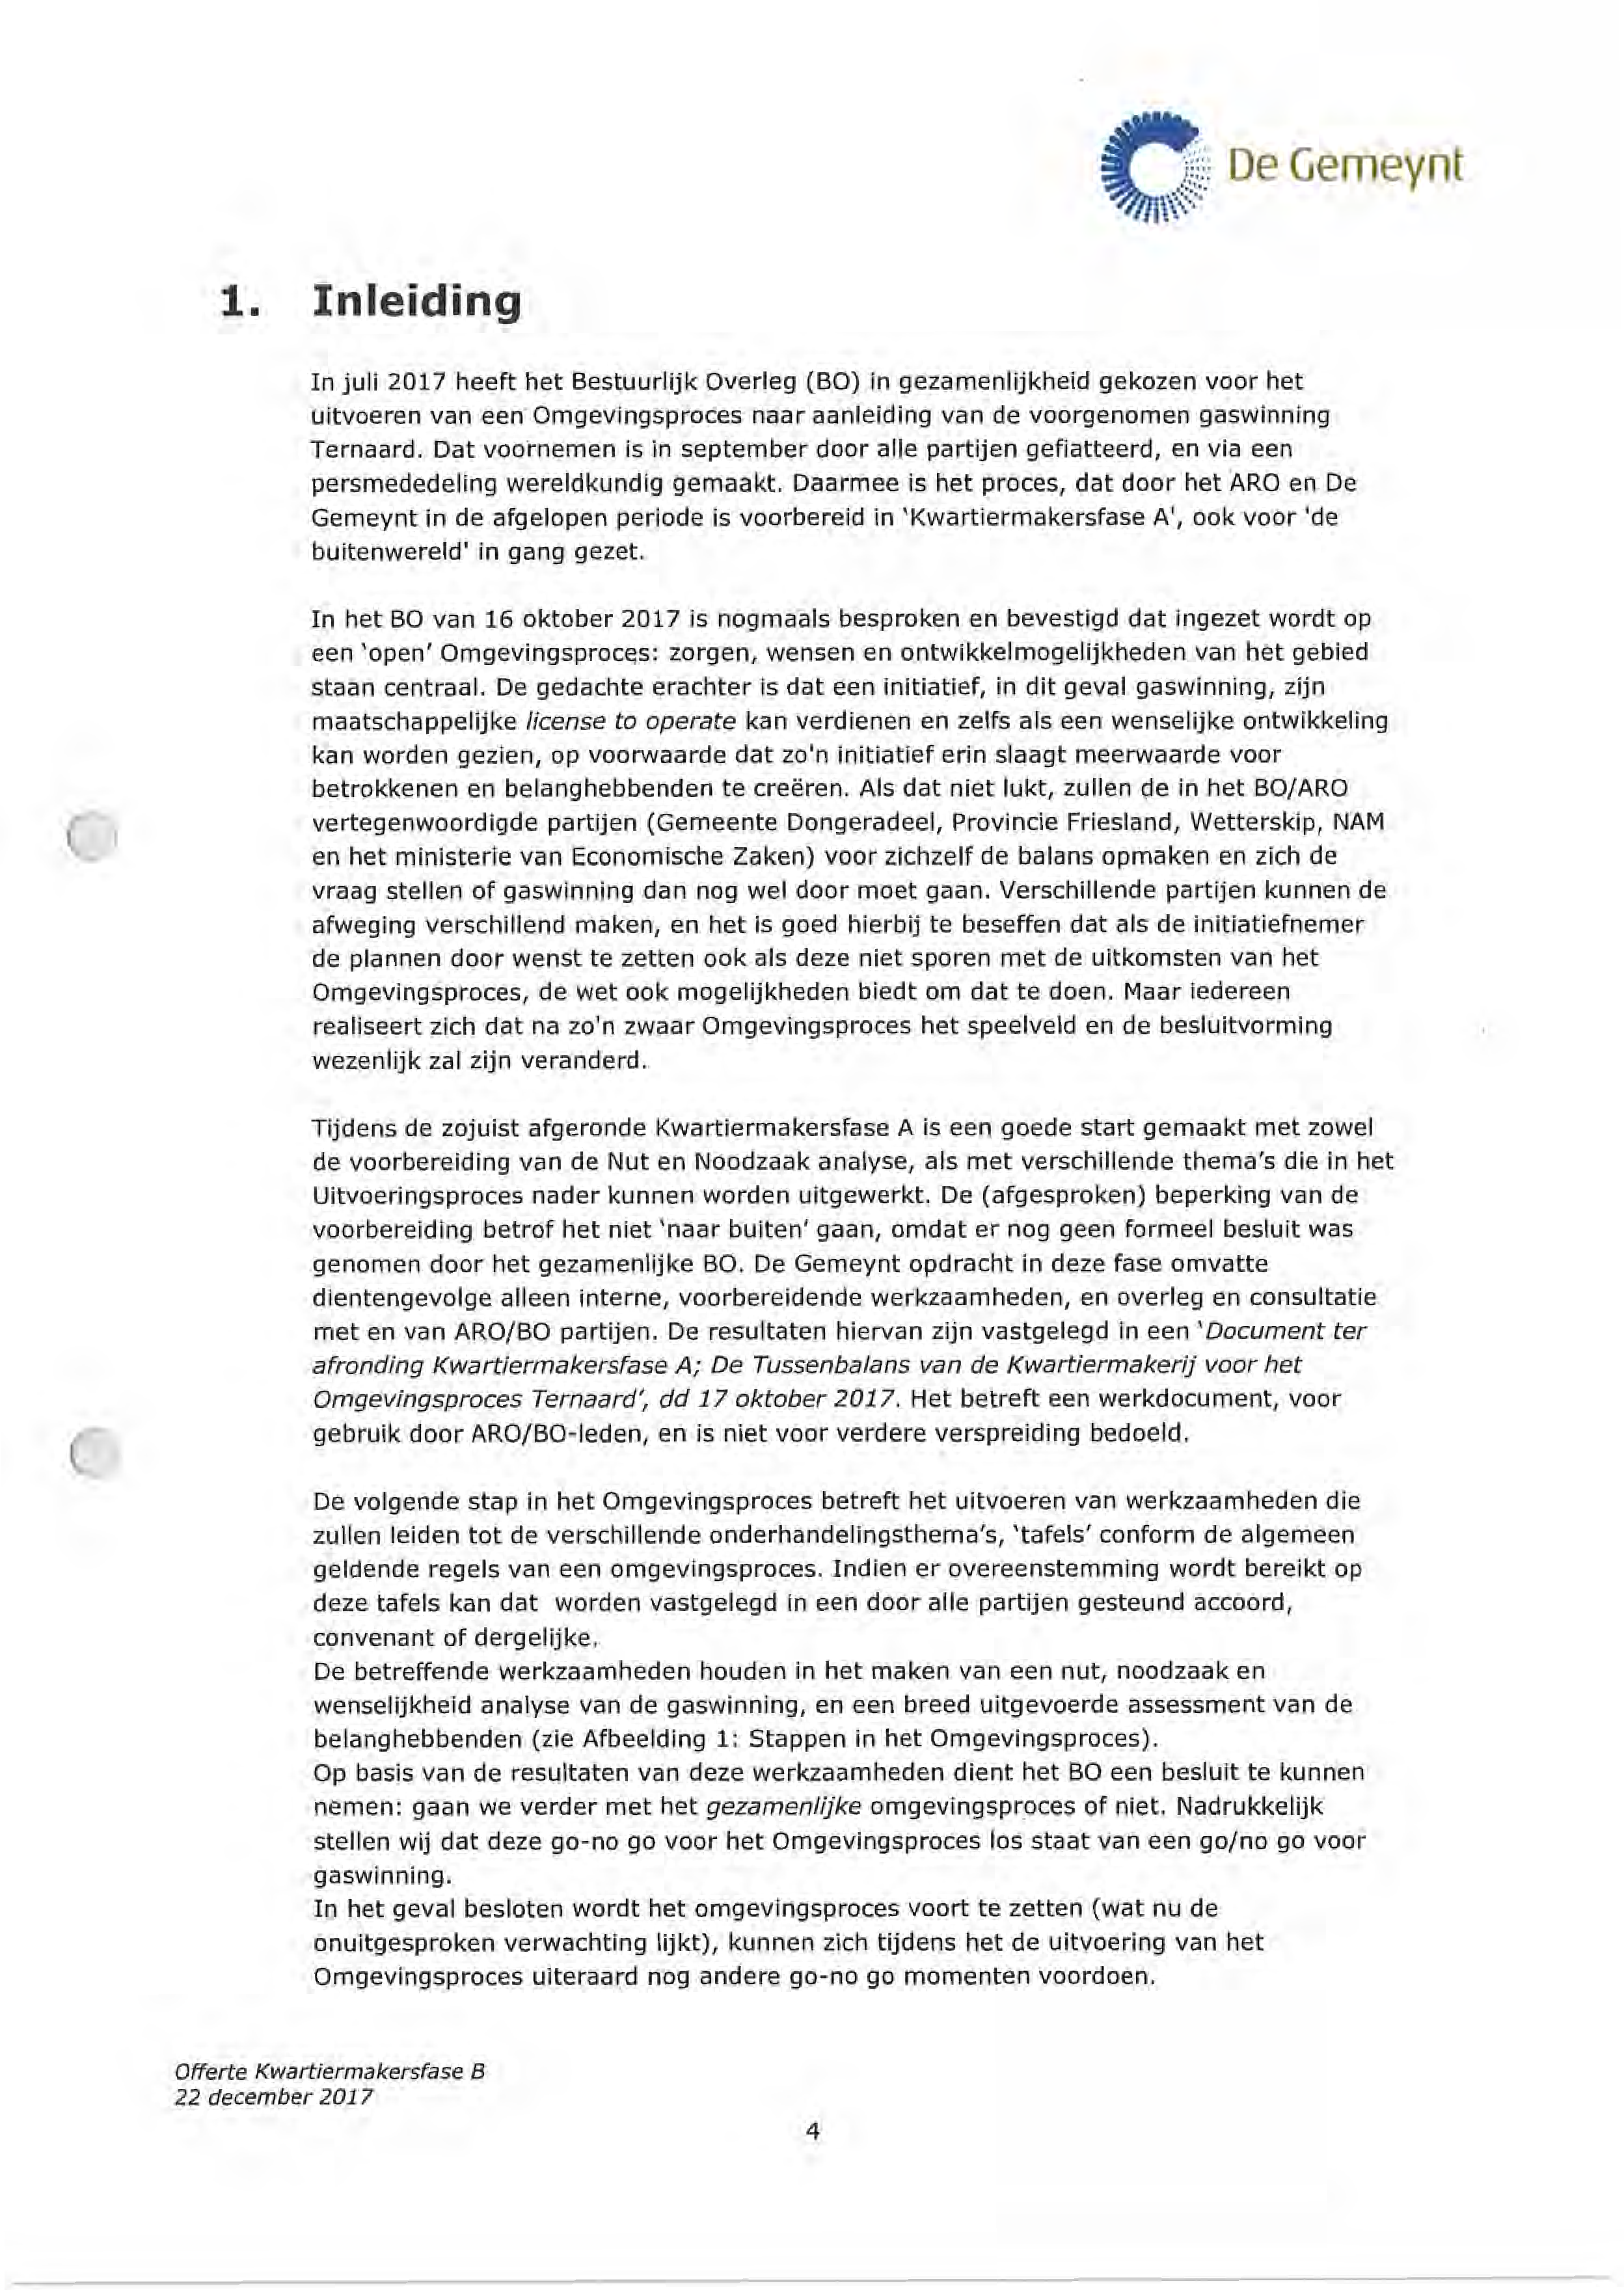 De Gemeynt
1. Inleiding
In juli 2017 heeft het Bestuurlijk Overleg (BO) in gezamenlijkheid gekozen voor het
uitvoeren van een Omgevingsproces naar aanleiding van de voorgenomen gaswinning
Ternaard. Dat voornemen is in september door alle partijen gefiatteerd, en via een
persmededeling wereldkundig gemaakt. Daarmee is het proces, dat door het ARO en De
Gemeynt in de afgelopen periode is voorbereid in ‘Kwartiermakersfase A', ook voor 'de
buitenwereld' in gang gezet.
In het BO van 16 oktober 2017 is nogmaals besproken en bevestigd dat ingezet wordt op
een ‘open’ Omgevingsproces: zorgen, wensen en ontwikkelmogelijkheden van het gebied
staan centraal. De gedachte erachter is dat een initiatief, in dit geval gaswinning, zijn
maatschappelijke license to operate kan verdienen en zelfs als een wenselijke ontwikkeling
kan worden gezien, op voorwaarde dat zo'n initiatief erin slaagt meerwaarde voor
betrokkenen en belanghebbenden te creëren. Als dat niet lukt, zullen de in het BO/ARO
vertegenwoordigde partijen (Gemeente Dongeradeel, Provincie Friesland, Wetterskip, NAM
en het ministerie van Economische Zaken) voor zichzelf de balans opmaken en zich de
vraag stellen of gaswinning dan nog wel door moet gaan. Verschillende partijen kunnen de
afweging verschillend maken, en het is goed hierbij te beseffen dat als de initiatiefnemer
de plannen door wenst te zetten ook als deze niet sporen met de uitkomsten van het
Omgevingsproces, de wet ook mogelijkheden biedt om dat te doen. Maar iedereen
realiseert zich dat na zo'n zwaar Omgevingsproces het speelveld en de besluitvorming
wezenlijk zal zijn veranderd.
Tijdens de zojuist afgeronde Kwartiermakersfase A is een goede start gemaakt met zowel
de voorbereiding van de Nut en Noodzaak analyse, als met verschillende thema’s die in het
Uitvoeringsproces nader kunnen worden uitgewerkt. De (afgesproken) beperking van de
voorbereiding betrof het niet ‘naar buiten’ gaan, omdat er nog geen formeel besluit was
genomen door het gezamenlijke BO. De Gemeynt opdracht in deze fase omvatte
dientengevolge alleen interne, voorbereidende werkzaamheden, en overleg en consultatie
met en van ARO/BO partijen. De resultaten hiervan zijn vastgelegd in een ‘Document ter
afronding Kwartiermakersfase A; De Tussenbalans van de Kwartiermakerij voor het
Omgevingsproces Ternaard’, dd 17 oktober 2017. Het betreft een werkdocument, voor
gebruik door ARO/BO-leden, en is niet voor verdere verspreiding bedoeld.
De volgende stap in het Omgevingsproces betreft het uitvoeren van werkzaamheden die
zullen leiden tot de verschillende onderhandelingsthema’s, ‘tafels’ conform de algemeen
geldende regels van een omgevingsproces. Indien er overeenstemming wordt bereikt op
deze tafels kan dat worden vastgelegd in een door alle partijen gesteund accoord,
convenant of dergelijke.
De betreffende werkzaamheden houden in het maken van een nut, noodzaak en
wenselijkheid analyse van de gaswinning, en een breed uitgevoerde assessment van de
belanghebbenden (zie Afbeelding 1: Stappen in het Omgevingsproces).
Op basis van de resultaten van deze werkzaamheden dient het BO een besluit te kunnen
nemen: gaan we verder met het gezamenlijke omgevingsproces of niet. Nadrukkelijk
stellen wij dat deze go-no go voor het Omgevingsproces los staat van een go/no go voor
gaswinning.
In het geval besloten wordt het omgevingsproces voort te zetten (wat nu de
onuitgesproken verwachting lijkt), kunnen zich tijdens het de uitvoering van het
Omgevingsproces uiteraard nog andere go-no go momenten voordoen.
Offerte Kwartiermakersfase B
22 december 2017
4